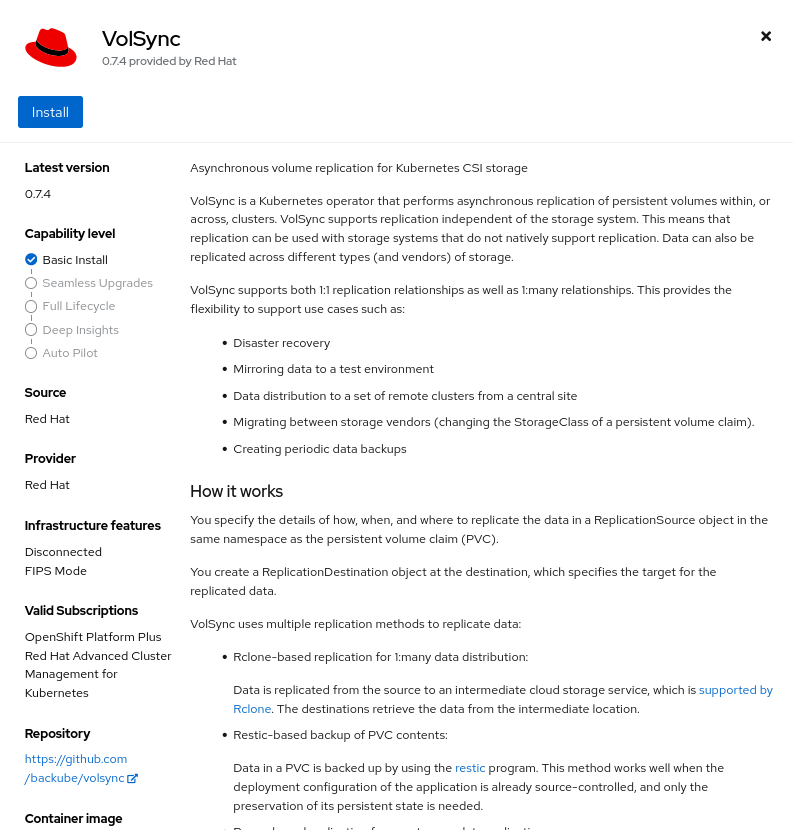 VolSync
0.7.4 provided by Red Hat
Install
Latest version
0.7.4
Capability level
Basic Install
Seamless Upgrades
Full Lifecycle
Deep Insights
Auto Pilot
Source
Red Hat
Provider
Red Hat
Infrastructure features
Disconnected
FIPS Mode
Valid Subscriptions
OpenShift Platform Plus
Red Hat Advanced Cluster
Management for
Kubernetes
Repository
https://github.com
/backube/volsync
Container image
Asynchronous volume replication for Kubernetes CSI storage
VolSync is a Kubernetes operator that performs asynchronous replication of persistent volumes within, or
across, clusters. VolSync supports replication independent of the storage system. This means that
replication can be used with storage systems that do not natively support replication. Data can also be
replicated across different types (and vendors) of storage.
VolSync supports both 1:1 replication relationships as well as 1:many relationships. This provides the
flexibility to support use cases such as:
• Disaster recovery
• Mirroring data to a test environment
• Data distribution to a set of remote clusters from a central site
• Migrating between storage vendors (changing the StorageClass of a persistent volume claim).
• Creating periodic data backups
How it works
You specify the details of how, when, and where to replicate the data in a ReplicationSource object in the
same namespace as the persistent volume claim (PVC).
You create a ReplicationDestination object at the destination, which specifies the target for the
replicated data.
VolSync uses multiple replication methods to replicate data:
• Rclone-based replication for 1:many data distribution:
Data is replicated from the source to an intermediate cloud storage service, which is supported by
Rclone. The destinations retrieve the data from the intermediate location.
• Restic-based backup of PVC contents:
Data in a PVC is backed up by using the restic program. This method works well when the
deployment configuration of the application is already source-controlled, and only the
preservation of its persistent state is needed.